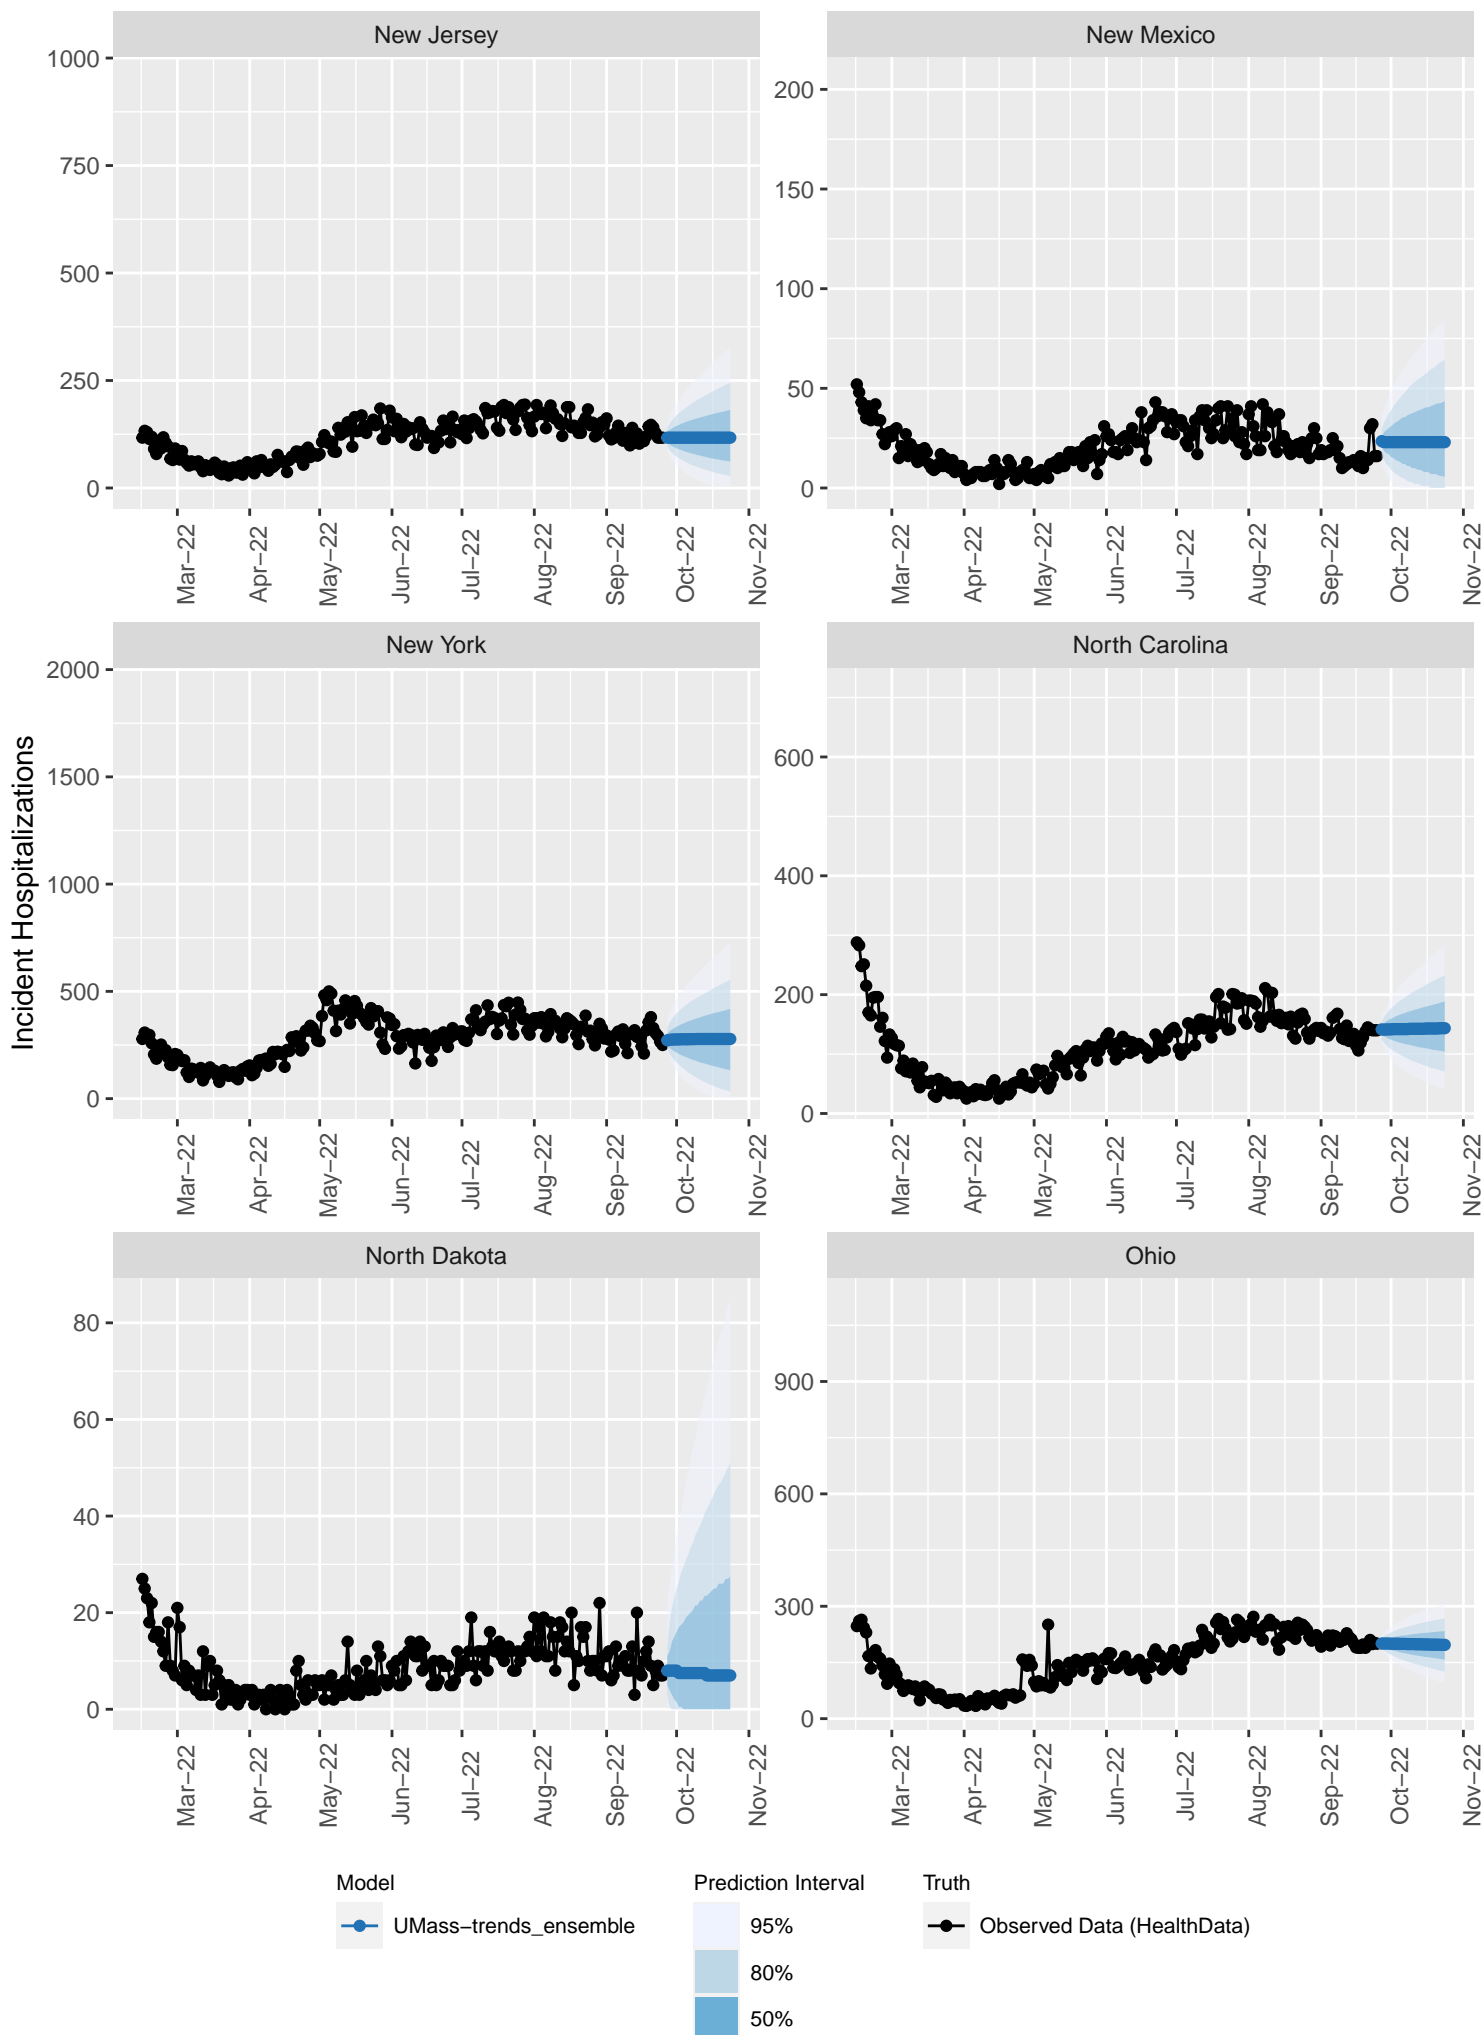 New Jersey
New Mexico
1000
750
500
250
0
200
150
100
50
0
Mar−22
Apr−22
May−22
Jun−22
Jul−22
Aug−22
Sep−22
Oct−22
Nov−22
Mar−22
Apr−22
May−22
Jun−22
Jul−22
Aug−22
Sep−22
Oct−22
Nov−22
Incident Hospitalizations
New York
North Carolina
2000
1500
1000
500
0
600
400
200
0
Mar−22
Apr−22
May−22
Jun−22
Jul−22
Aug−22
Sep−22
Oct−22
Nov−22
Mar−22
Apr−22
May−22
Jun−22
Jul−22
Aug−22
Sep−22
Oct−22
Nov−22
North Dakota
Ohio
80
60
40
20
0
900
600
300
0
Mar−22
Apr−22
May−22
Jun−22
Jul−22
Aug−22
Sep−22
Oct−22
Nov−22
Mar−22
Apr−22
May−22
Jun−22
Jul−22
Aug−22
Sep−22
Oct−22
Nov−22
Model
UMass−trends_ensemble
Prediction Interval
95%
80%
50%
Truth
Observed Data (HealthData)